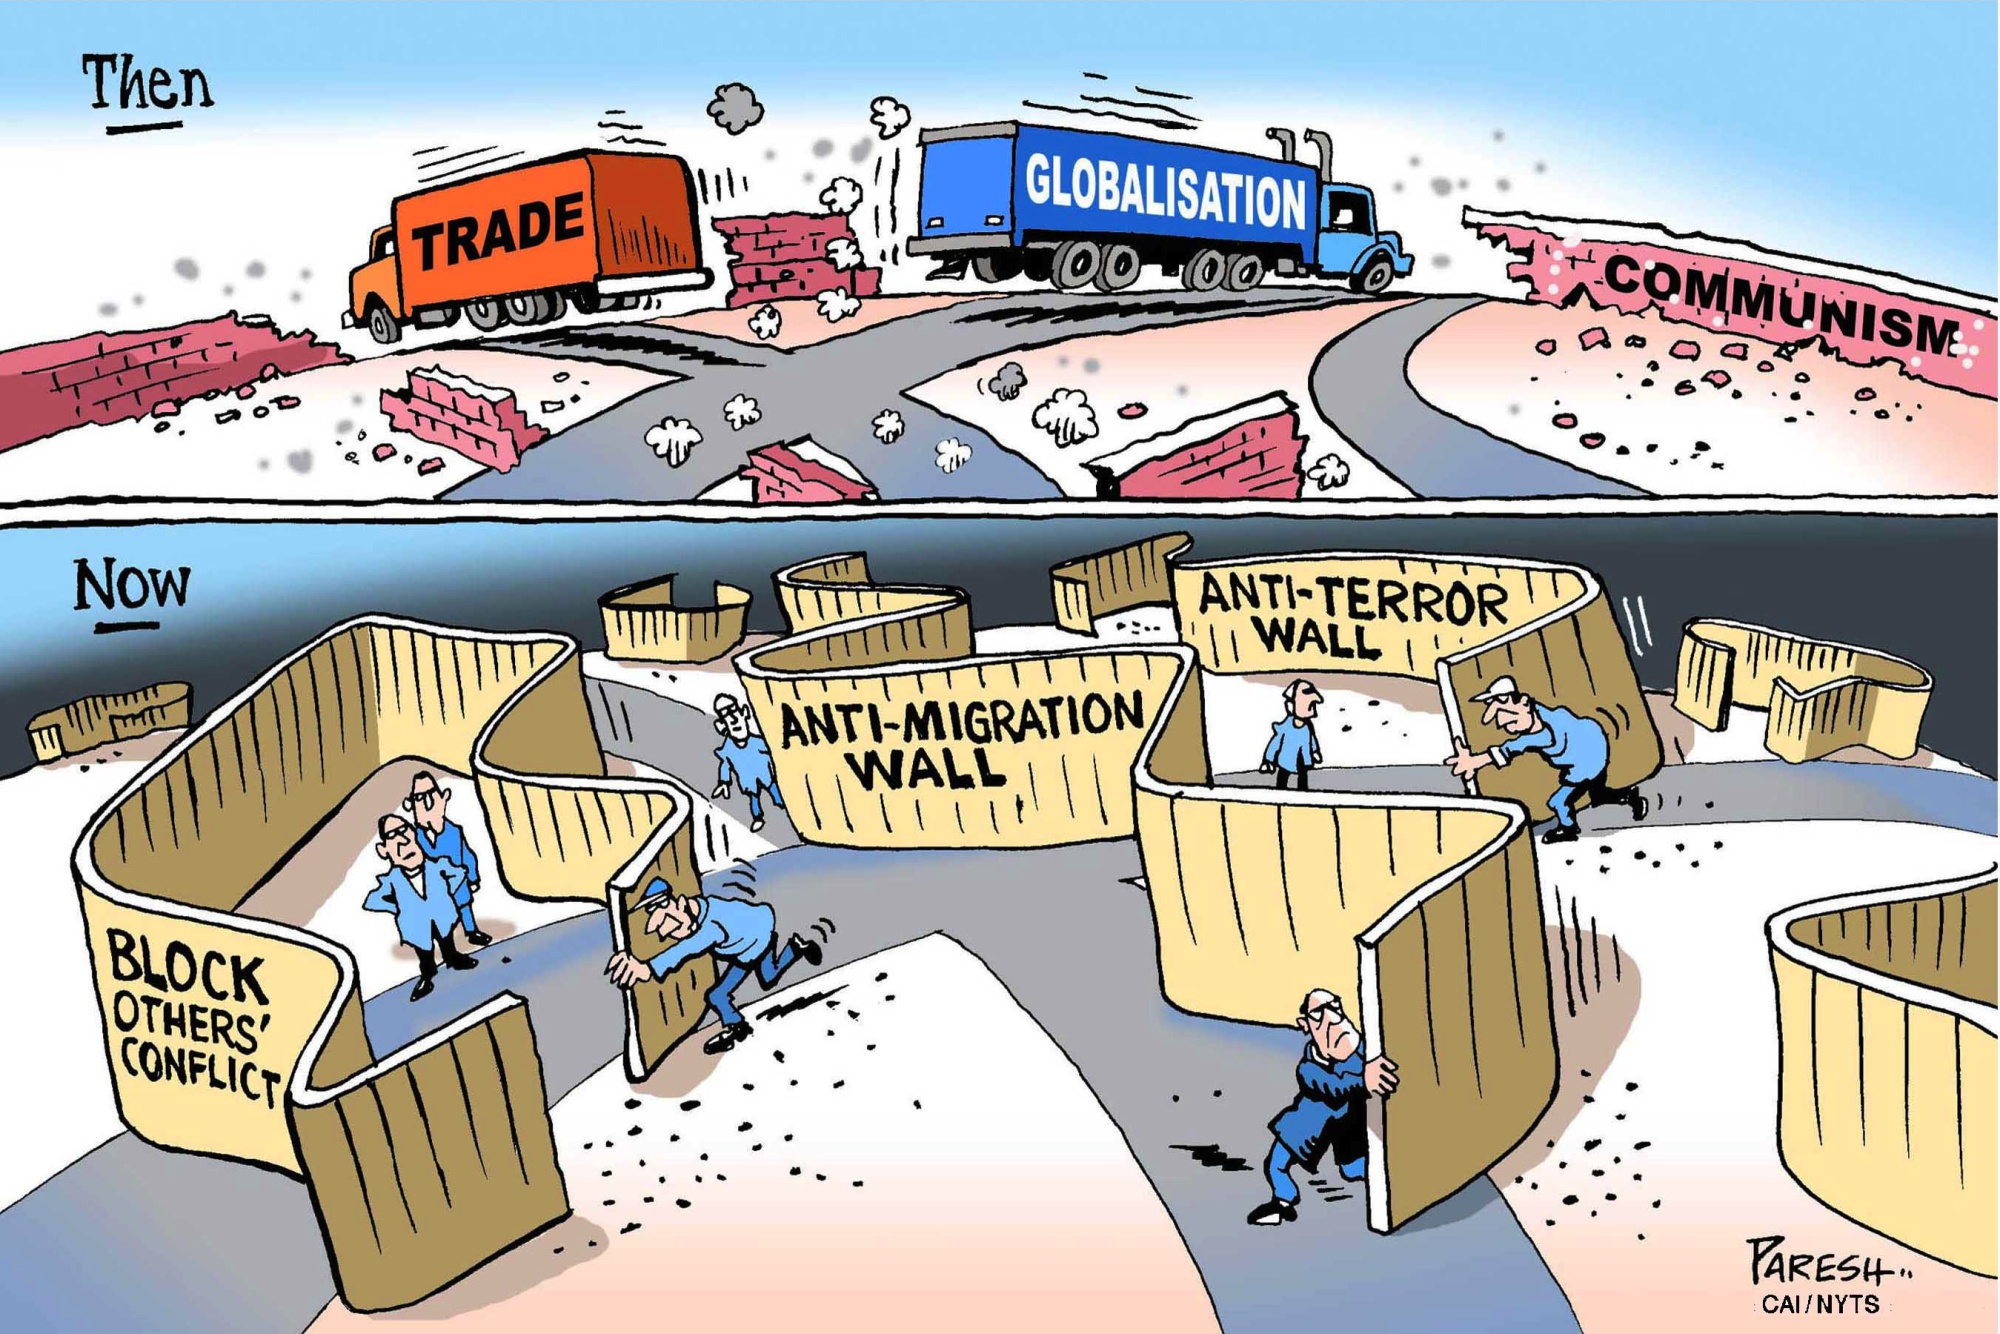 Then
TRADE
GLOBALISATION
COMMUNISM
Now
ANTI-TERROR
WALL
ANTI-MIGRATION
WALL
BLOCK
OTHERS'
CONFLICT
PARESH..
CAI/NYTS